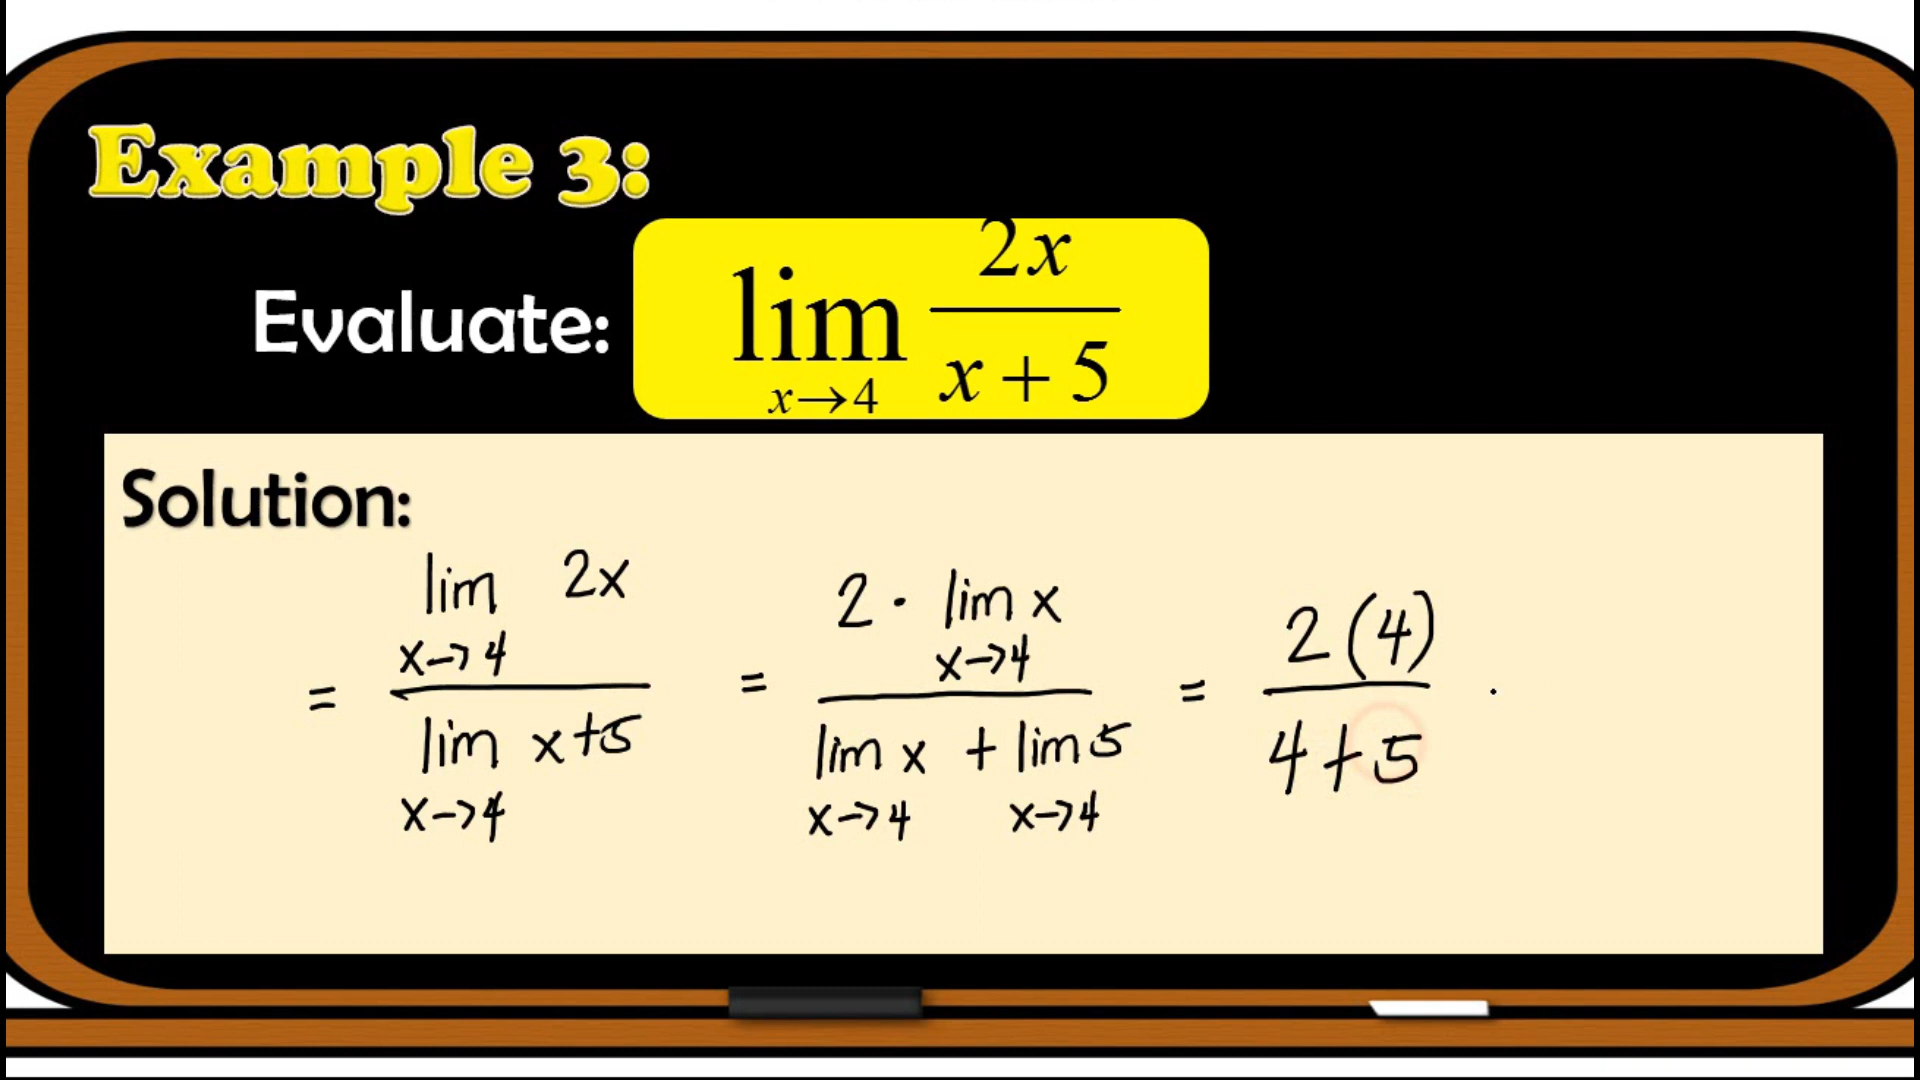 Example 3:
Evaluate: lim x→4 2x / x + 5
Solution:
= lim x→4 2x / lim x→4 x+5 = 2 · lim x→4 x / lim x→4 x + lim x→4 5 = 2(4) / 4+5 .